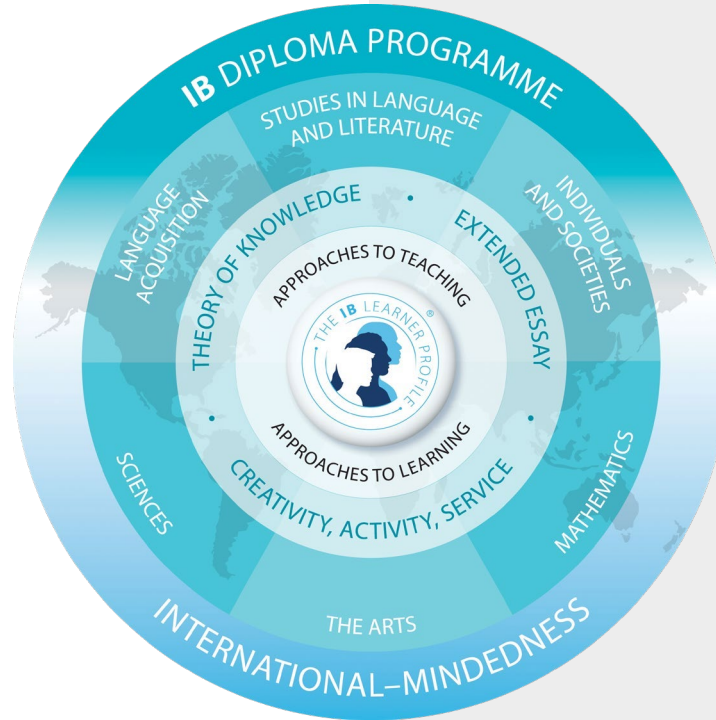 IB DIPLOMA PROGRAMME
STUDIES IN LANGUAGE
AND LITERATURE
LANGUAGE
ACQUISITION
INDIVIDUALS
AND SOCIETIES
THEORY OF KNOWLEDGE
•
EXTENDED ESSAY
APPROACHES TO TEACHING
THE IB LEARNER PROFILE
®
APPROACHES TO LEARNING
•
•
CREATIVITY, ACTIVITY, SERVICE
SCIENCES
MATHEMATICS
THE ARTS
INTERNATIONAL–MINDEDNESS